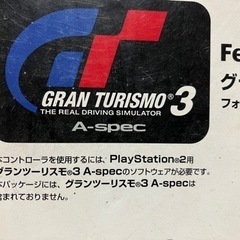 GRAN TURISMO® 3
THE REAL DRIVING SIMULATOR
A-spec
Fe
グ
フォ
本コントローラを使用するには、PlayStation®2用
グランツーリスモ®3 A-specのソフトウェアが必要です。
本パッケージには、グランツーリスモ®3 A-specは
含まれておりません。